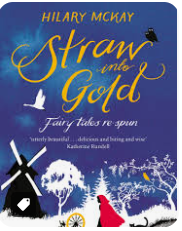 HILARY MCKAY
Straw
into
Gold
Fairy tales re-spun
'utterly beautiful . . . delicious and biting and wise'
Katherine Rundell